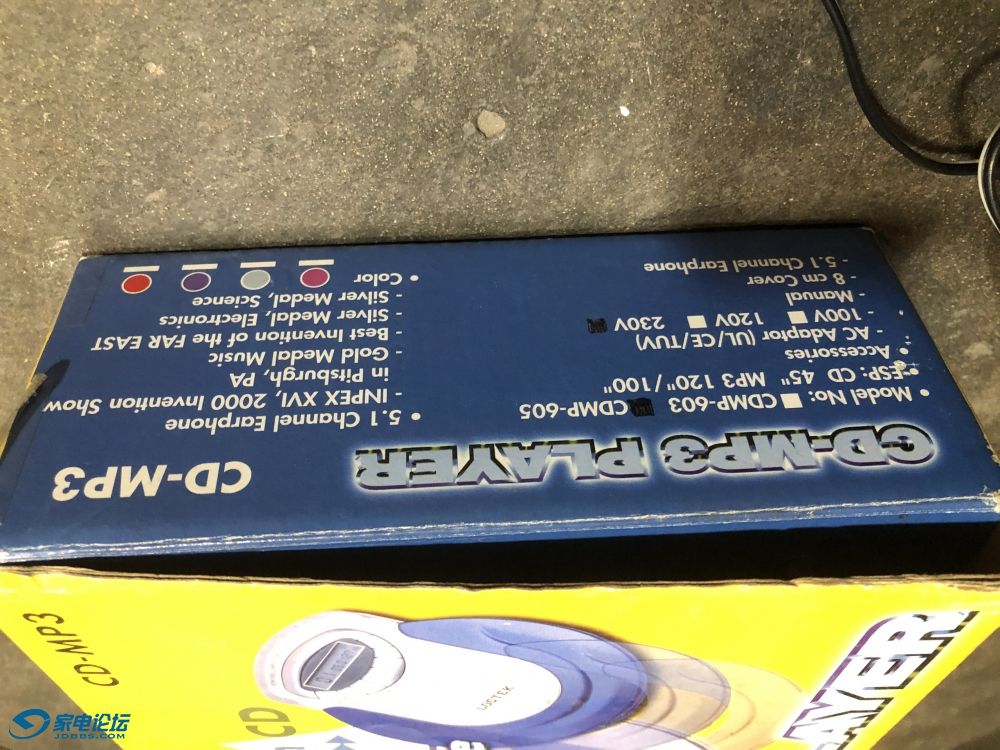 CD-MP3 PLAYER
• Model No: CDMP-603 CDMP-605
• ESP: CD 45" MP3 120"/100"
• Accessories
- AC Adaptor (UL/CE/TUV)
100V 120V 230V
- Manual
- 8 cm Cover
- 5.1 Channel Earphone
CD-MP3
• 5.1 Channel Earphone
- INPEX XVI, 2000 Invention Show
in Pitsburgh, PA
- Gold Medal Music
- Best Invention of the FAR EAST
- Silver Medal, Electronics
- Silver Medal, Science
• Color
CD-MP3
CD
LAYER
家电论坛
JDBBS.COM